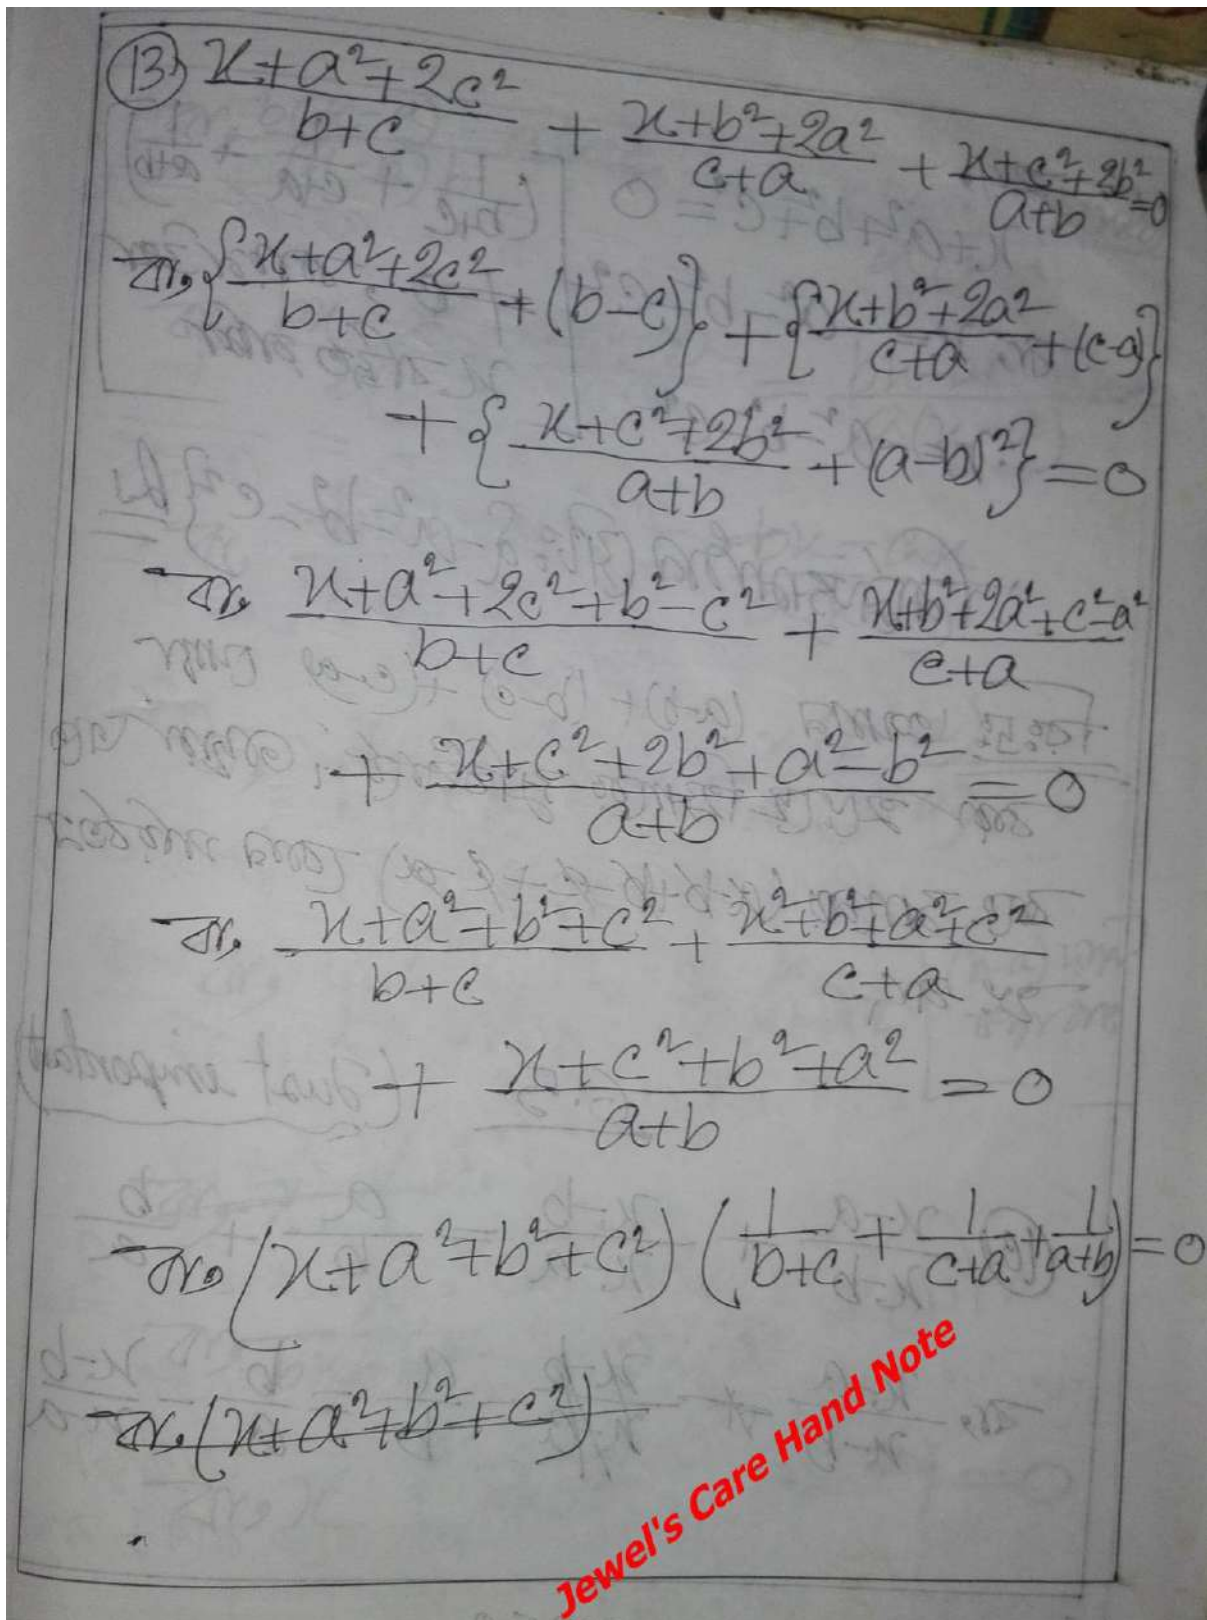 (13) (x+a²+2c²)/(b+c) + (x+b²+2a²)/(c+a) + (x+c²+2b²)/(a+b) = 0
বা, {(x+a²+2c²)/(b+c) + (b-c)} + {(x+b²+2a²)/(c+a) + (c-a)}
+ {(x+c²+2b²)/(a+b) + (a-b)²} = 0
বা, (x+a²+2c²+b²-c²)/(b+c) + (x+b²+2a²+c²-a²)/(c+a)
+ (x+c²+2b²+a²-b²)/(a+b) = 0
বা, (x+a²+b²+c²)/(b+c) + (x²+b²+a²+c²)/(c+a)
+ (x+c²+b²+a²)/(a+b) = 0
বা, (x+a²+b²+c²) (1/(b+c) + 1/(c+a) + 1/(a+b)) = 0
বা, (x+a²+b²+c²)
Jewel's Care Hand Note